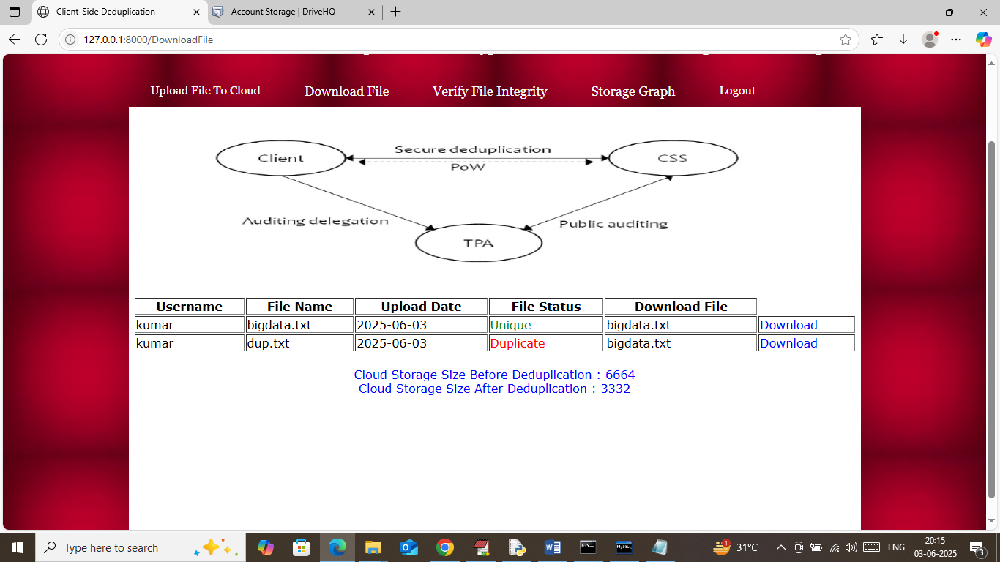 Client-Side Deduplication
Account Storage | DriveHQ
127.0.0.1:8000/DownloadFile
Upload File To Cloud
Download File
Verify File Integrity
Storage Graph
Logout
Client
Secure deduplication
PoW
CSS
Auditing delegation
Public auditing
TPA
Username File Name Upload Date File Status Download File
kumar bigdata.txt 2025-06-03 Unique bigdata.txt Download
kumar dup.txt 2025-06-03 Duplicate bigdata.txt Download
Cloud Storage Size Before Deduplication : 6664
Cloud Storage Size After Deduplication : 3332
Type here to search
1
31°C
ENG
20:15
03-06-2025
3